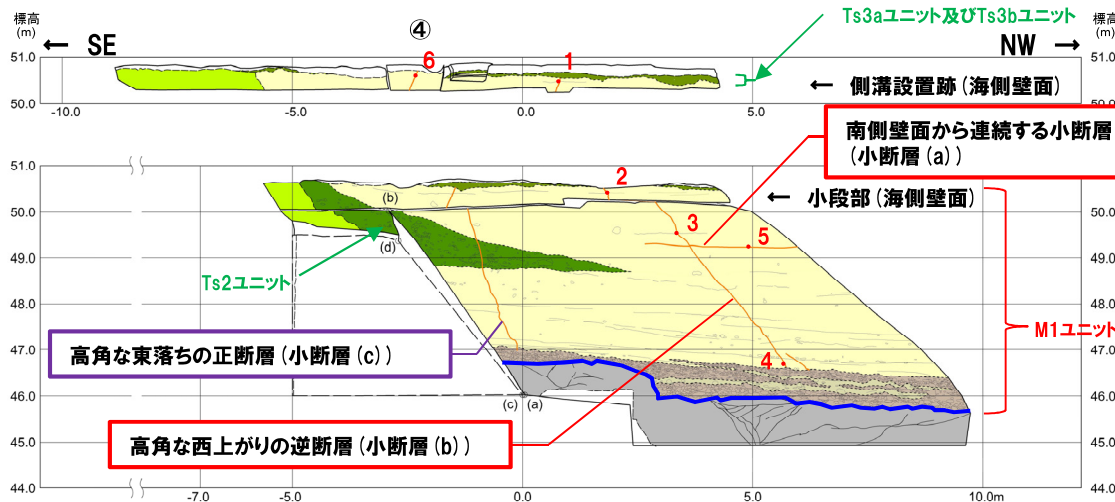 標高
(m)
← SE
④
Ts3aユニット及びTs3bユニット
標高
(m)
NW →
51.0
6
1
51.0
50.0
← 側溝設置跡(海側壁面)
50.0
-10.0
-5.0
0.0
5.0
南側壁面から連続する小断層
(小断層(a))
51.0
2
← 小段部(海側壁面)
50.0
(b)
3
5
(d)
49.0
49.0
Ts2ユニット
48.0
48.0
M1ユニット
高角な東落ちの正断層(小断層(c))
47.0
4
47.0
46.0
(c)
(a)
46.0
高角な西上がりの逆断層(小断層(b))
45.0
45.0
44.0
44.0
-7.0
-5.0
0.0
5.0
10.0m